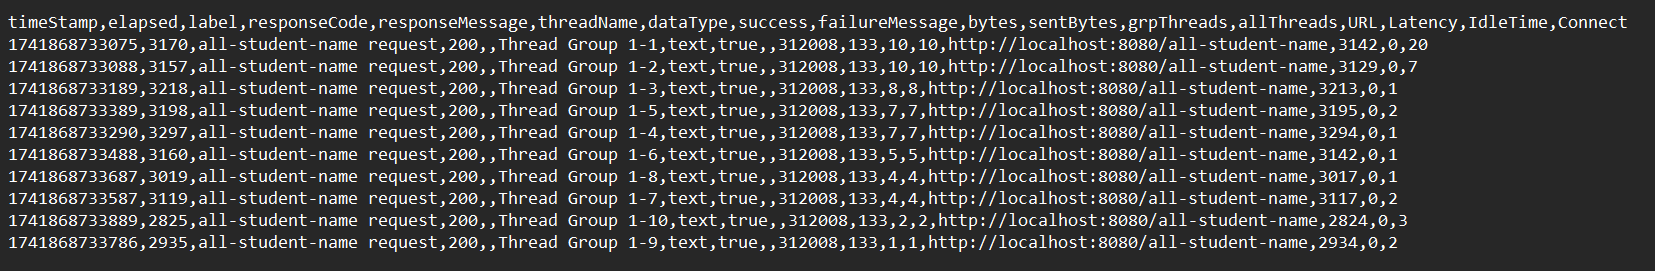 timeStamp,elapsed,label,responseCode,responseMessage,threadName,dataType,success,failureMessage,bytes,sentBytes,grpThreads,allThreads,URL,Latency,IdleTime,Connect
1741868733075,3170,all-student-name request,200,,Thread Group 1-1,text,true,,312008,133,10,10,http://localhost:8080/all-student-name,3142,0,20
1741868733088,3157,all-student-name request,200,,Thread Group 1-2,text,true,,312008,133,10,10,http://localhost:8080/all-student-name,3129,0,7
1741868733189,3218,all-student-name request,200,,Thread Group 1-3,text,true,,312008,133,8,8,http://localhost:8080/all-student-name,3213,0,1
1741868733389,3198,all-student-name request,200,,Thread Group 1-5,text,true,,312008,133,7,7,http://localhost:8080/all-student-name,3195,0,2
1741868733290,3297,all-student-name request,200,,Thread Group 1-4,text,true,,312008,133,7,7,http://localhost:8080/all-student-name,3294,0,1
1741868733488,3160,all-student-name request,200,,Thread Group 1-6,text,true,,312008,133,5,5,http://localhost:8080/all-student-name,3142,0,1
1741868733687,3019,all-student-name request,200,,Thread Group 1-8,text,true,,312008,133,4,4,http://localhost:8080/all-student-name,3017,0,1
1741868733587,3119,all-student-name request,200,,Thread Group 1-7,text,true,,312008,133,4,4,http://localhost:8080/all-student-name,3117,0,2
1741868733889,2825,all-student-name request,200,,Thread Group 1-10,text,true,,312008,133,2,2,http://localhost:8080/all-student-name,2824,0,3
1741868733786,2935,all-student-name request,200,,Thread Group 1-9,text,true,,312008,133,1,1,http://localhost:8080/all-student-name,2934,0,2